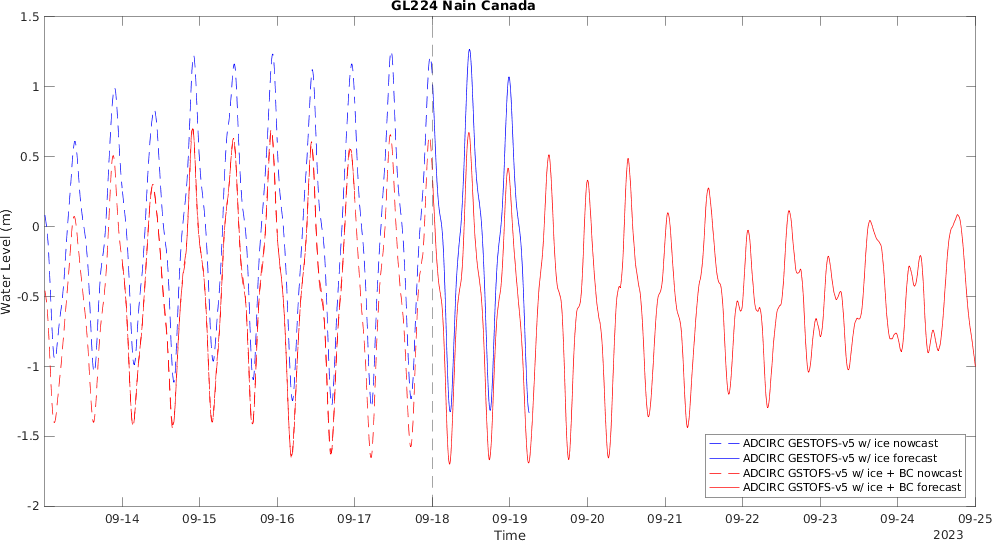 GL224 Nain Canada
1.5
1
0.5
0
-0.5
-1
-1.5
-2
Water Level (m)
ADCIRC GESTOFS-v5 w/ ice nowcast
ADCIRC GESTOFS-v5 w/ ice forecast
ADCIRC GSTOFS-v5 w/ ice + BC nowcast
ADCIRC GSTOFS-v5 w/ ice + BC forecast
09-14 09-15 09-16 09-17 09-18 09-19 09-20 09-21 09-22 09-23 09-24 09-25
Time
2023